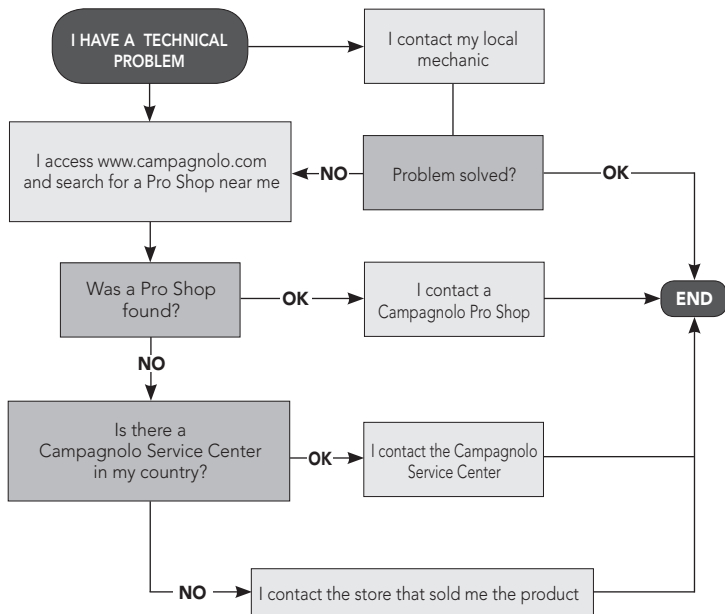 I HAVE A TECHNICAL
PROBLEM
I contact my local
mechanic
I access www.campagnolo.com
and search for a Pro Shop near me
NO
Problem solved?
OK
Was a Pro Shop
found?
OK
I contact a
Campagnolo Pro Shop
END
NO
Is there a
Campagnolo Service Center
in my country?
OK
I contact the Campagnolo
Service Center
NO
I contact the store that sold me the product